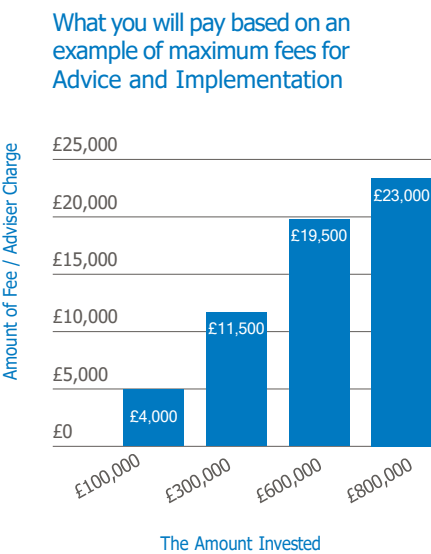 What you will pay based on an
example of maximum fees for
Advice and Implementation
Amount of Fee / Adviser Charge
£25,000
£20,000
£15,000
£10,000
£5,000
£0
£4,000
£11,500
£19,500
£23,000
£100,000
£300,000
£600,000
£800,000
The Amount Invested